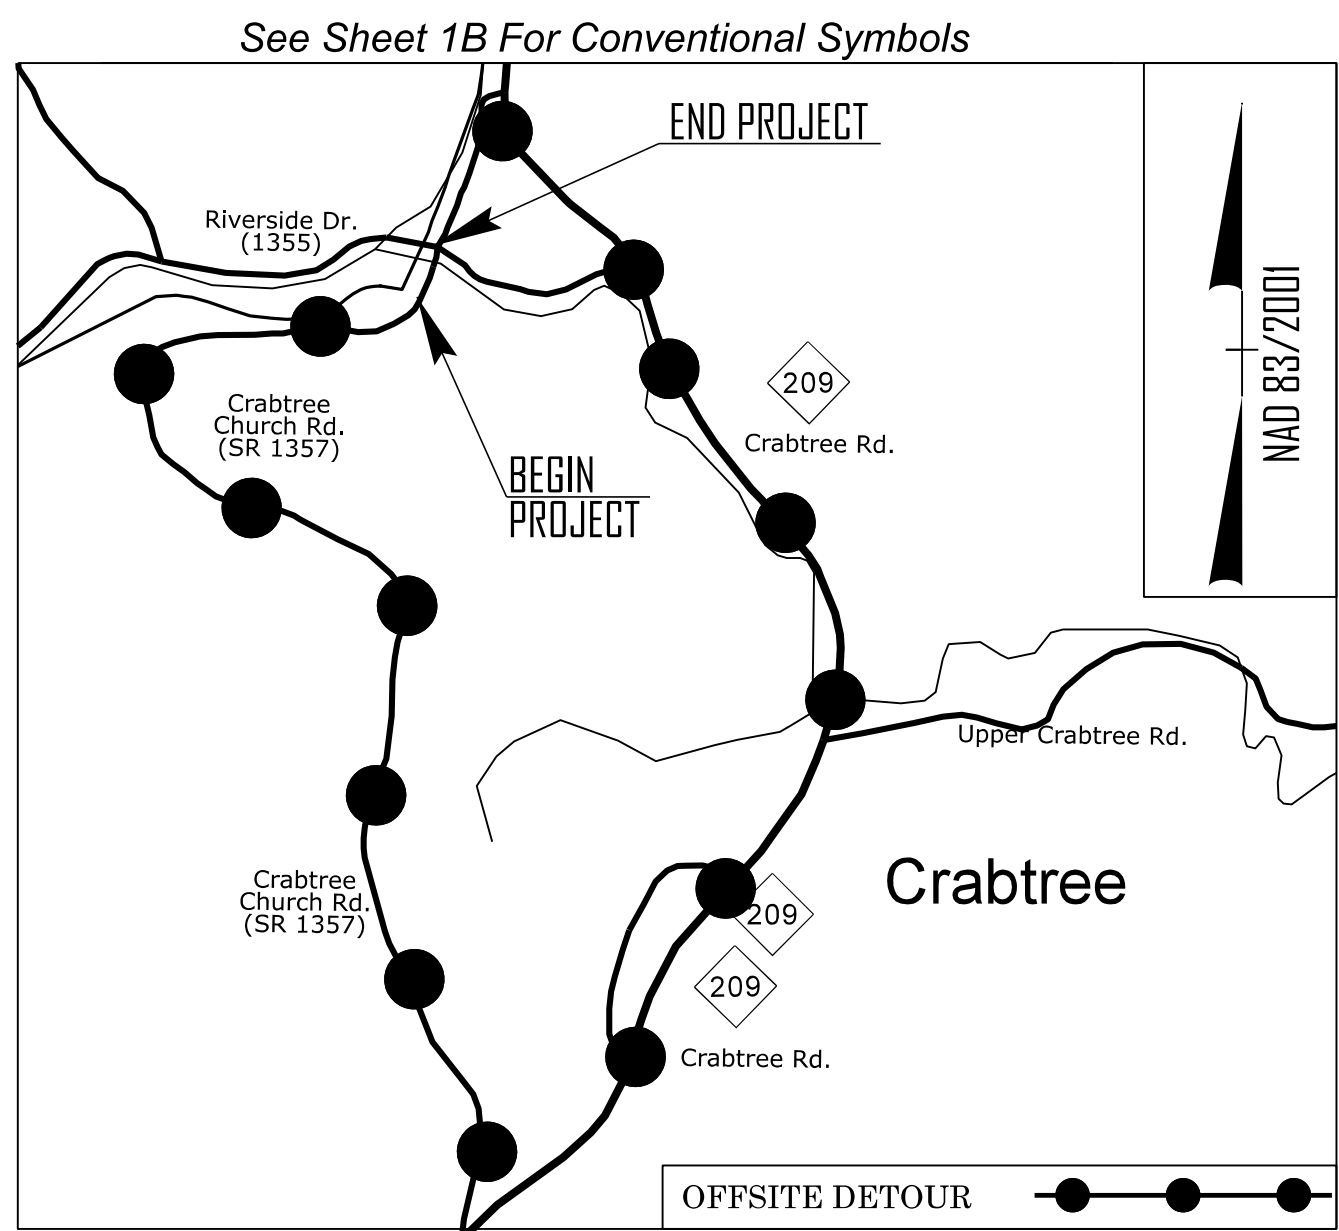 See Sheet 1B For Conventional Symbols
END PROJECT
Riverside Dr.
(1355)
NAD 83/2001
209
Crabtree Rd.
Crabtree
Church Rd.
(SR 1357)
BEGIN
PROJECT
Upper Crabtree Rd.
Crabtree
209
Crabtree
Church Rd.
(SR 1357)
209
Crabtree Rd.
OFFSITE DETOUR